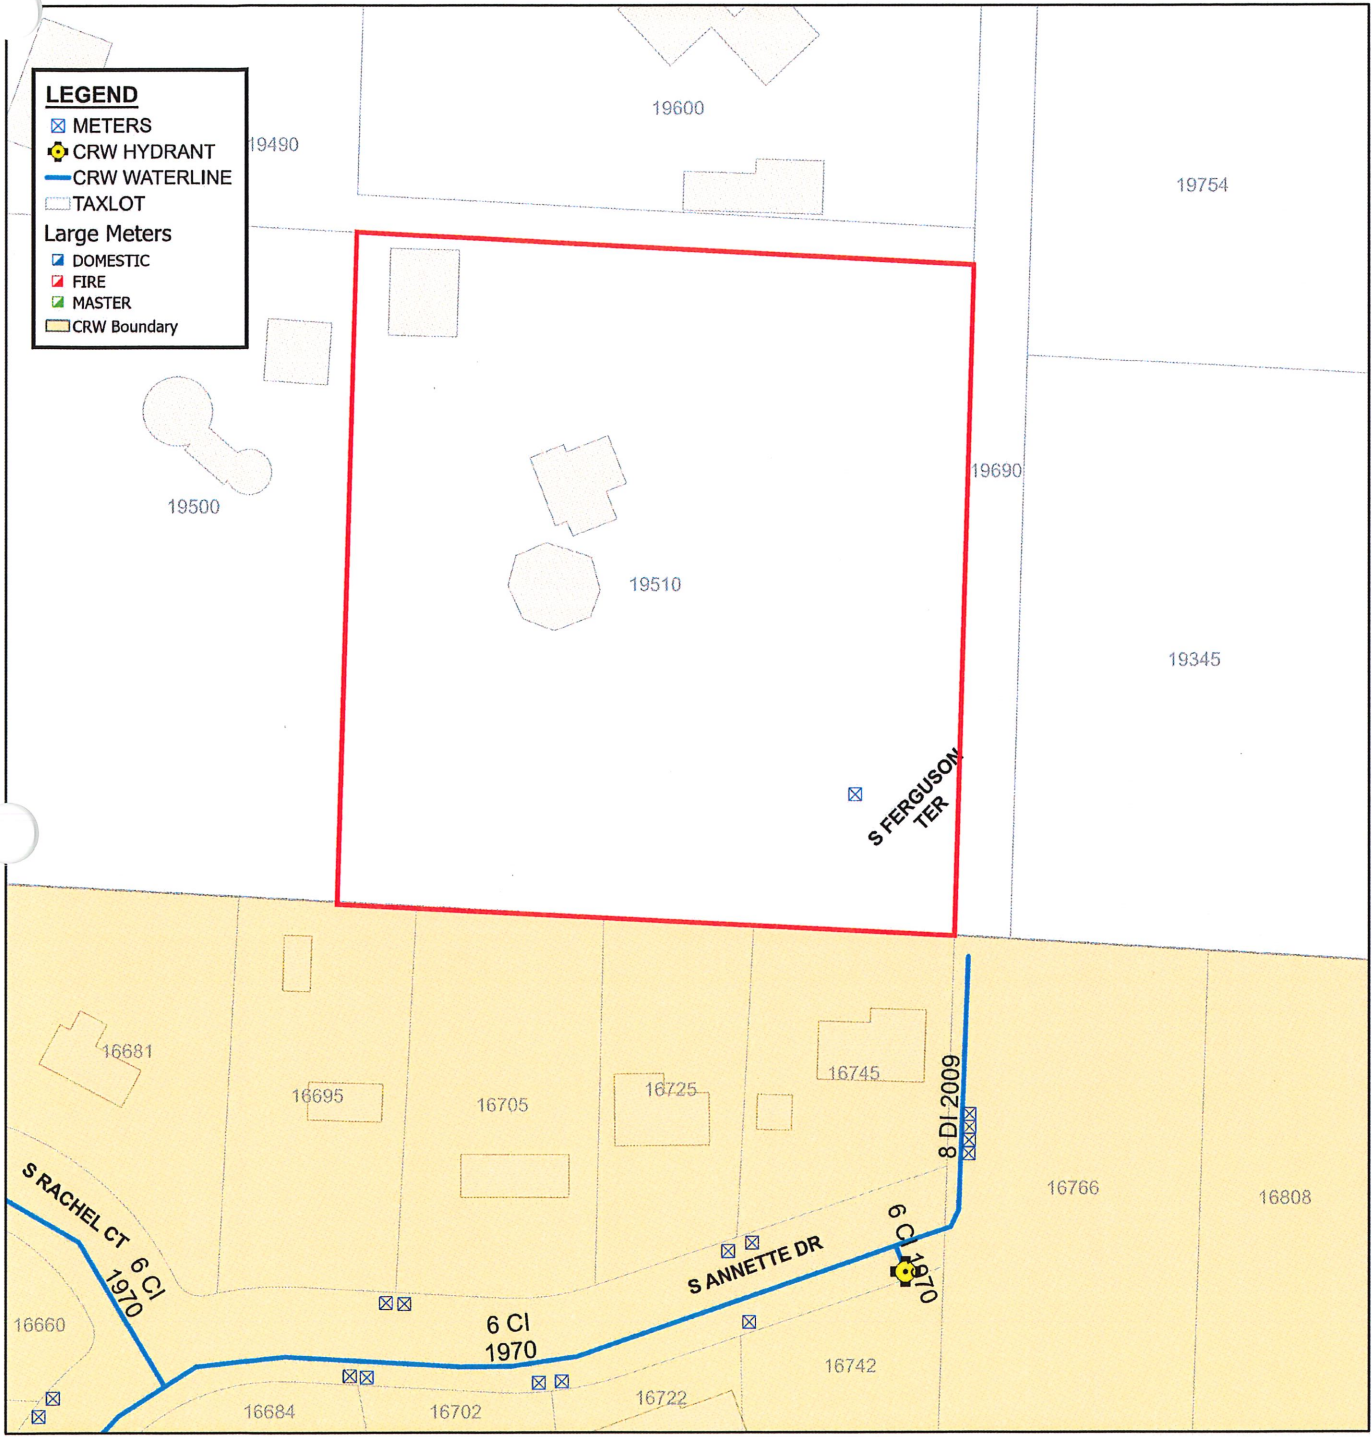 LEGEND
METERS
CRW HYDRANT
CRW WATERLINE
TAXLOT
Large Meters
DOMESTIC
FIRE
MASTER
CRW Boundary
19490
19600
19754
19690
19500
19510
19345
S FERGUSON
TER
16681
16695
16705
16725
16745
8 DI 2009
16766
16808
S RACHEL CT
6 CI
1970
S ANNETTE DR
6 CI 1970
6 CI
1970
16660
16684
16702
16722
16742